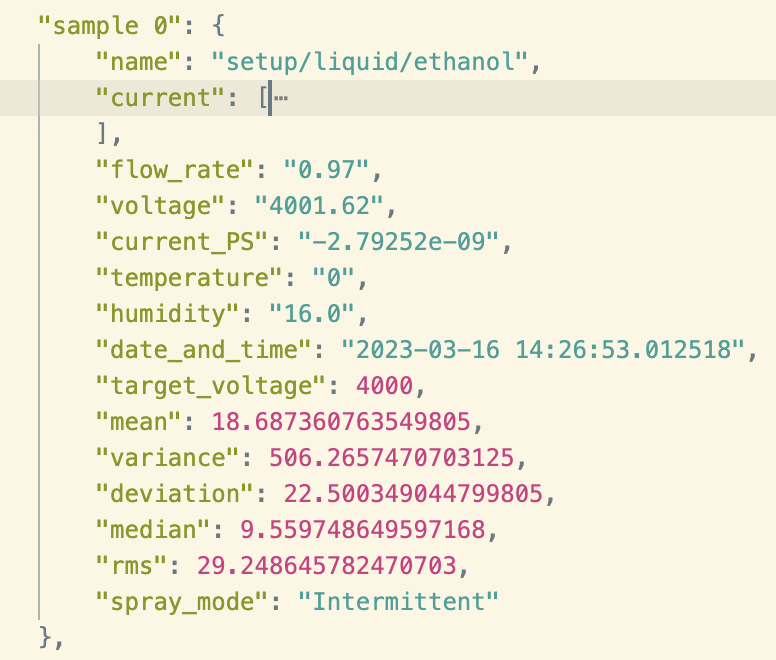 "sample 0": {
"name": "setup/liquid/ethanol",
"current": [⋯
],
"flow_rate": "0.97",
"voltage": "4001.62",
"current_PS": "-2.79252e-09",
"temperature": "0",
"humidity": "16.0",
"date_and_time": "2023-03-16 14:26:53.012518",
"target_voltage": 4000,
"mean": 18.687360763549805,
"variance": 506.2657470703125,
"deviation": 22.500349044799805,
"median": 9.559748649597168,
"rms": 29.248645782470703,
"spray_mode": "Intermittent"
},